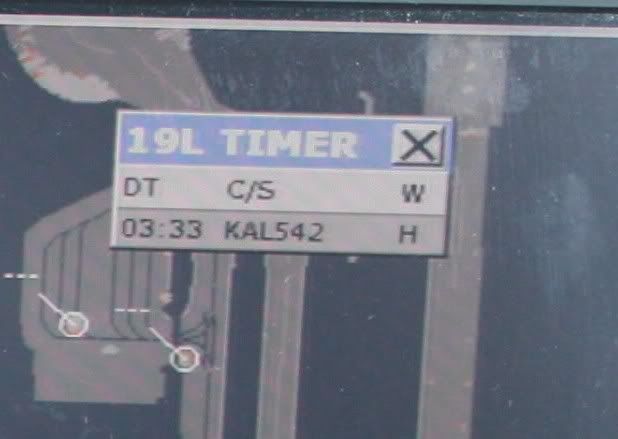 19L TIMER X
DT C/S W
03:33 KAL542 H